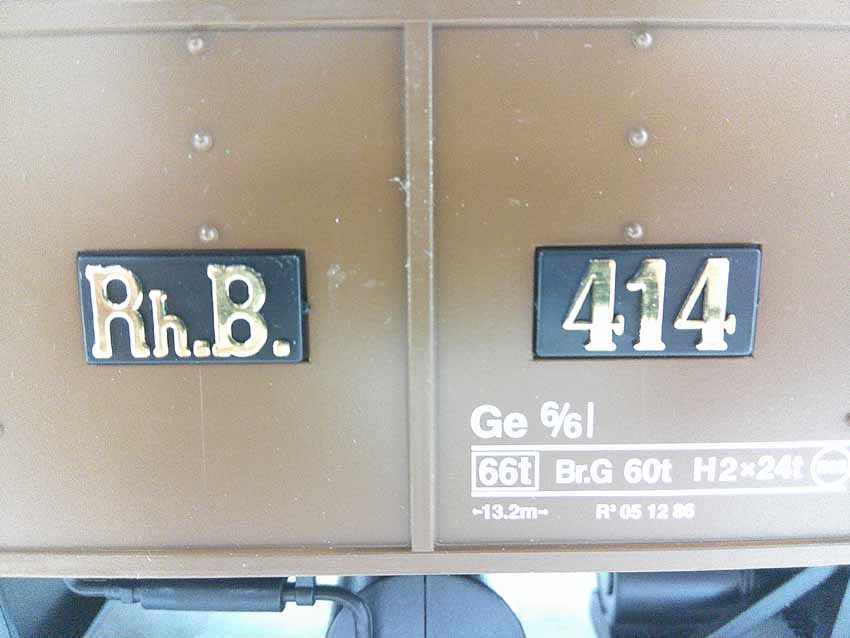 Rh.B.
414
Ge 6/6 I
66t Br.G 60t H2×24t
←13.2m→ R³ 05 12 86